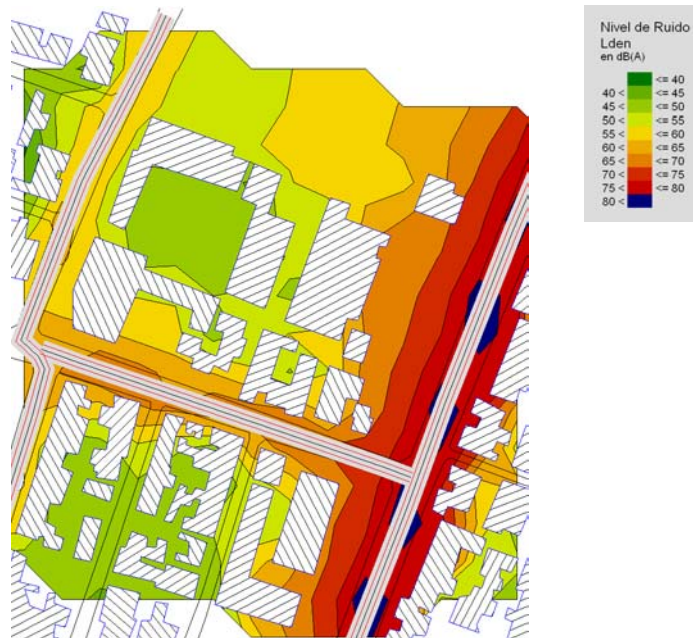 Nivel de Ruido
Lden
en dB(A)
<= 40
40 < <= 45
45 < <= 50
50 < <= 55
55 < <= 60
60 < <= 65
65 < <= 70
70 < <= 75
75 < <= 80
80 <